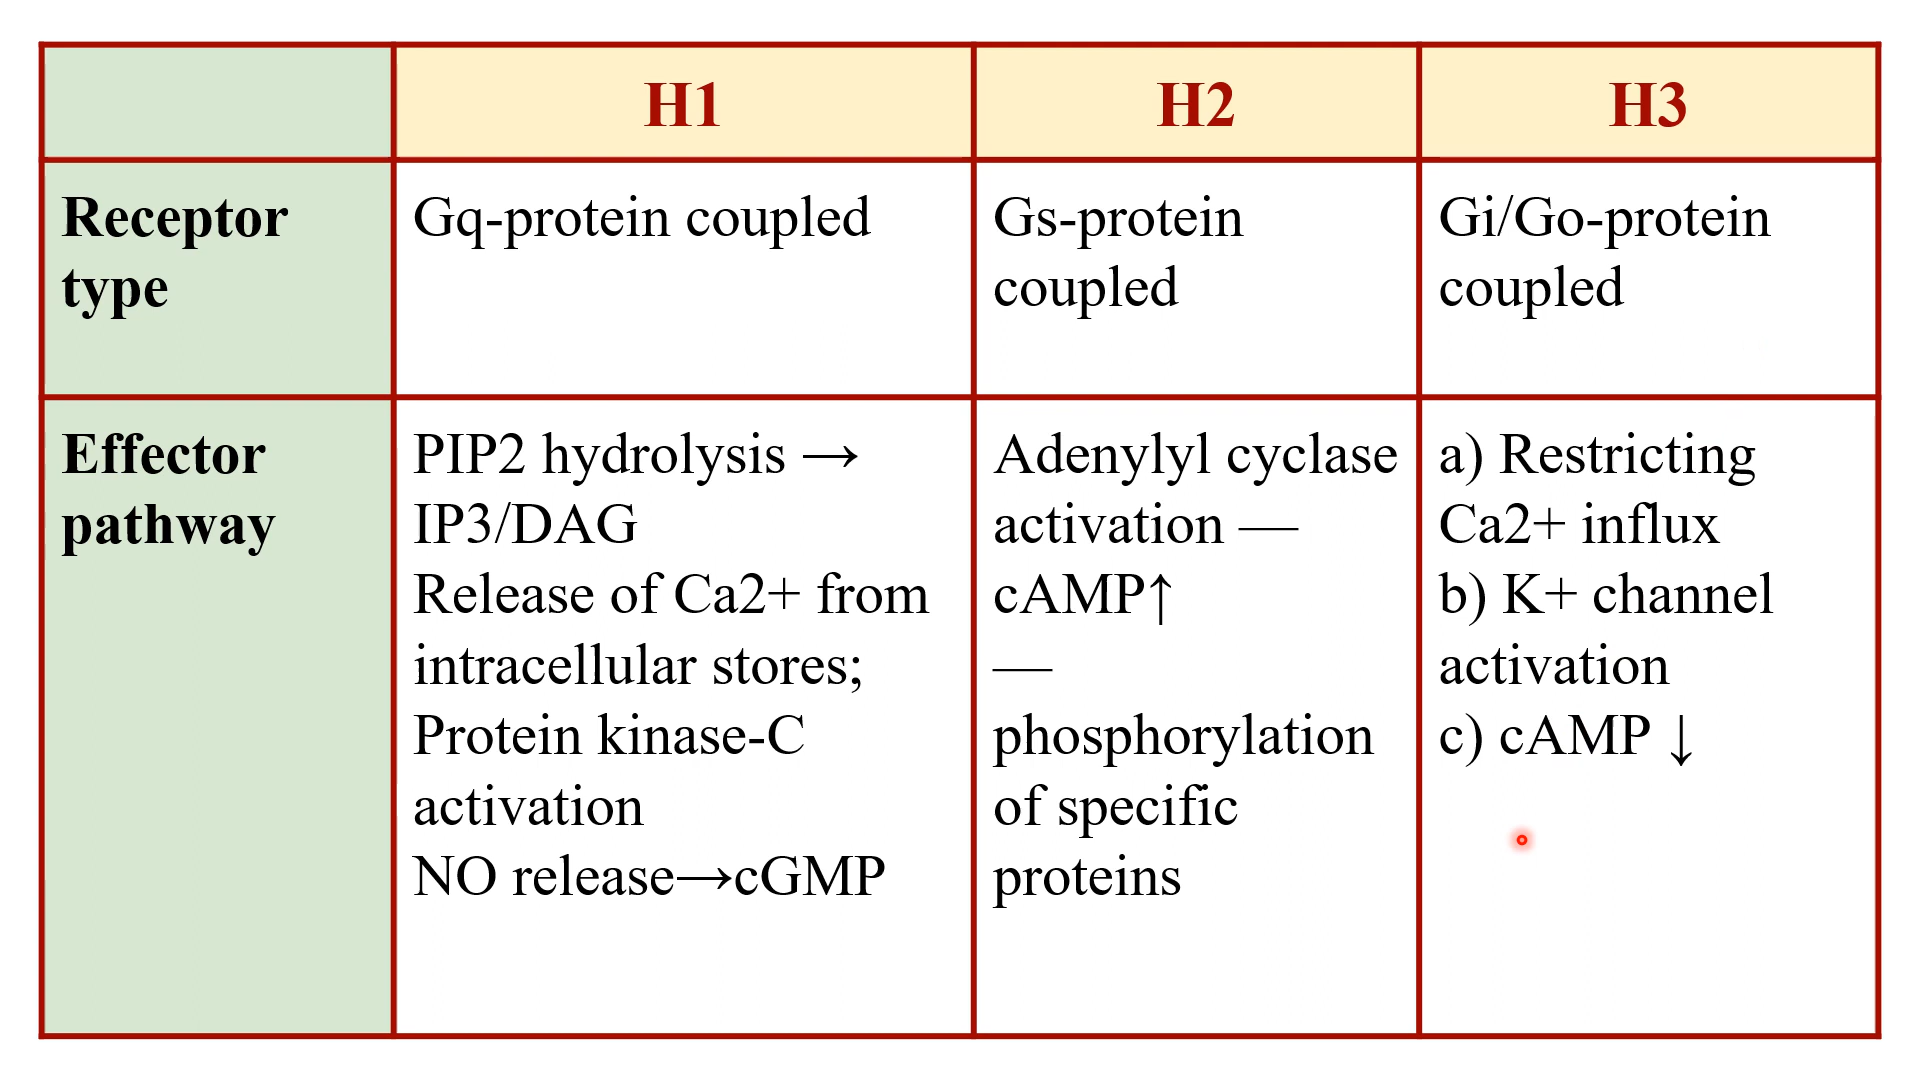 H1
H2
H3
Receptor
type
Gq-protein coupled
Gs-protein
coupled
Gi/Go-protein
coupled
Effector
pathway
PIP2 hydrolysis →
IP3/DAG
Release of Ca2+ from
intracellular stores;
Protein kinase-C
activation
NO release→cGMP
Adenylyl cyclase
activation —
cAMP↑
—
phosphorylation
of specific
proteins
a) Restricting
Ca2+ influx
b) K+ channel
activation
c) cAMP ↓